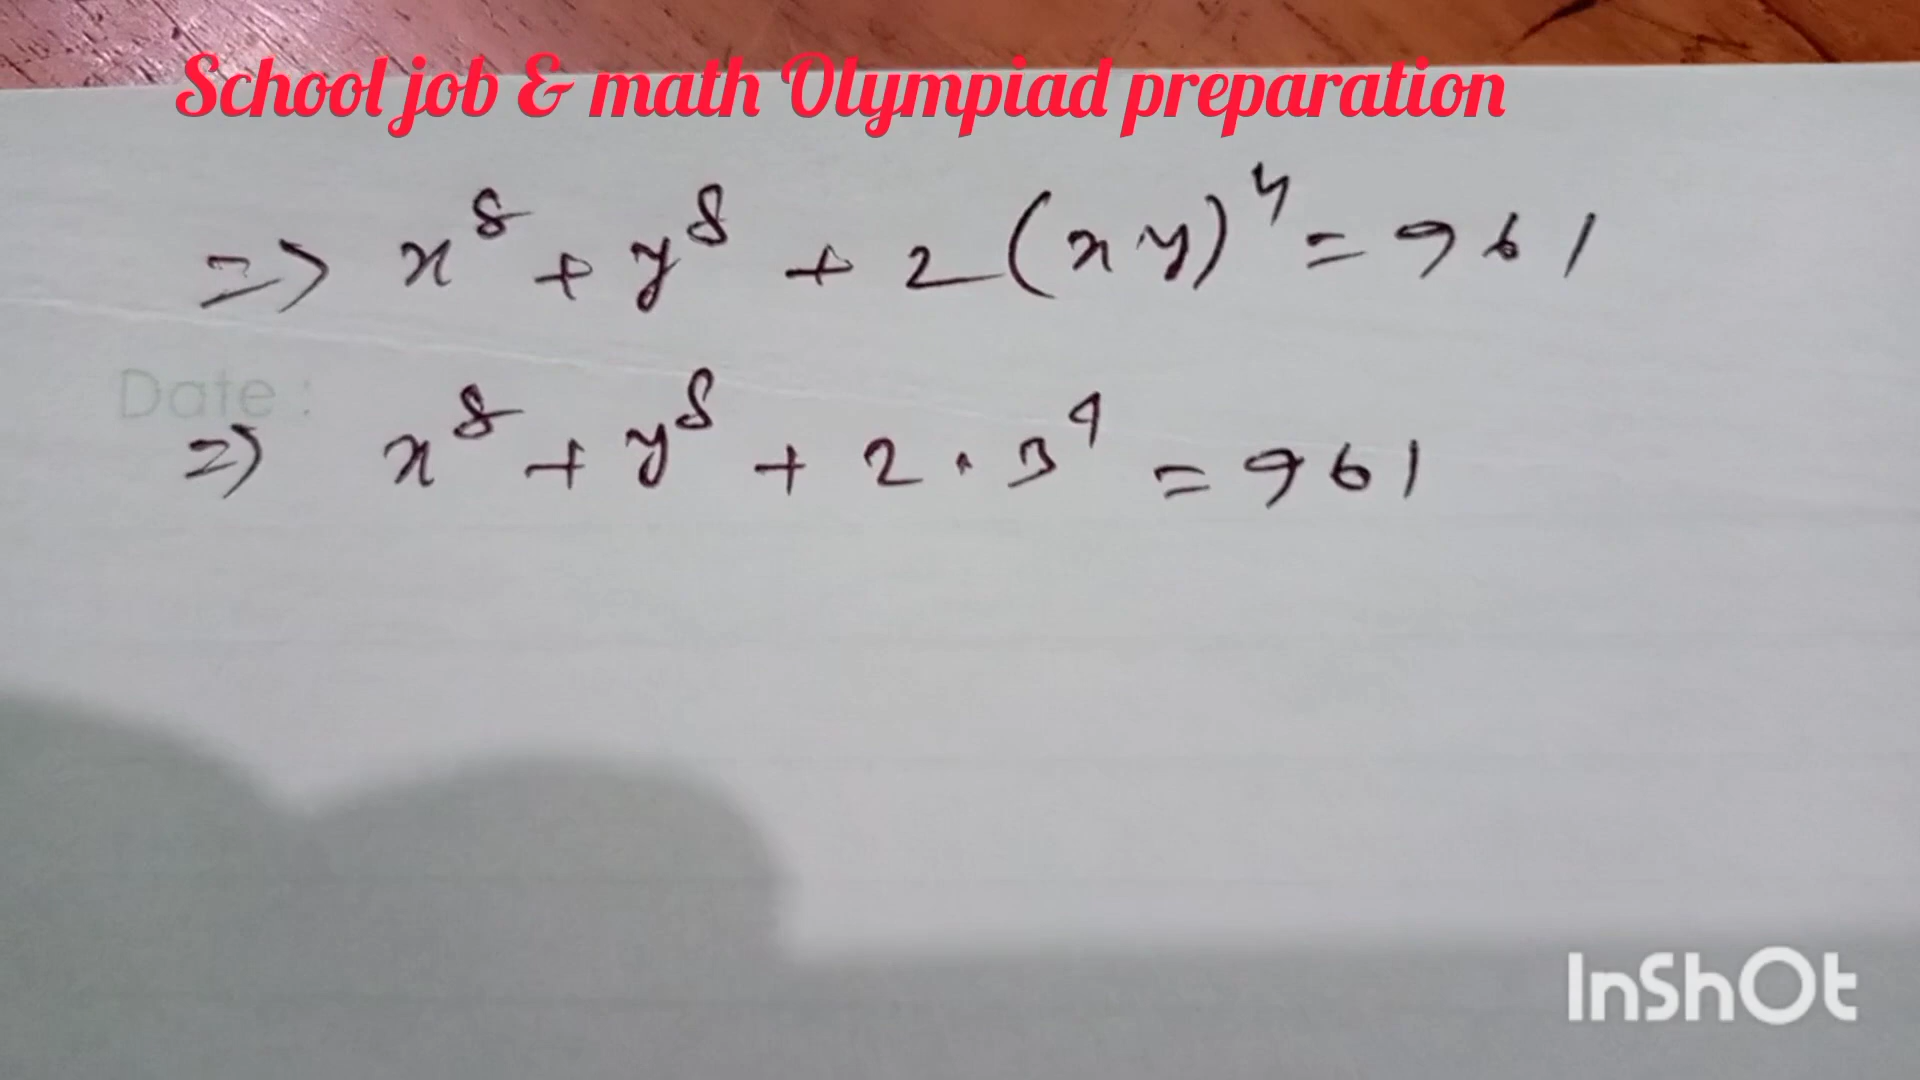 School job & math Olympiad preparation
=> x⁸ + y⁸ + 2(xy)⁴ = 961
Date :
=> x⁸ + y⁸ + 2 · 3⁴ = 961
InShOt